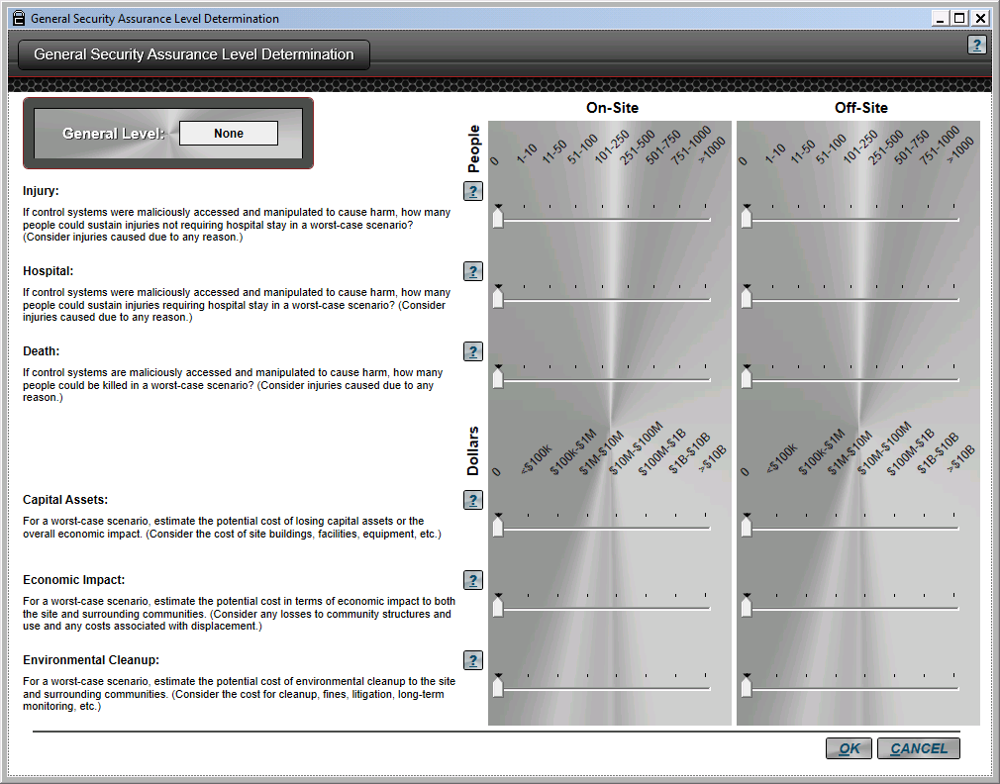 General Security Assurance Level Determination
General Security Assurance Level Determination
?
General Level:
None
On-Site
Off-Site
People
0
1-10
11-50
51-100
101-250
251-500
501-750
751-1000
>1000
0
1-10
11-50
51-100
101-250
251-500
501-750
751-1000
>1000
Injury:
?
If control systems were maliciously accessed and manipulated to cause harm, how many
people could sustain injuries not requiring hospital stay in a worst-case scenario?
(Consider injuries caused due to any reason.)
Hospital:
?
If control systems were maliciously accessed and manipulated to cause harm, how many
people could sustain injuries requiring hospital stay in a worst-case scenario? (Consider
injuries caused due to any reason.)
Death:
?
If control systems are maliciously accessed and manipulated to cause harm, how many
people could be killed in a worst-case scenario? (Consider injuries caused due to any
reason.)
Dollars
0
<$100k
$100k-$1M
$1M-$10M
$10M-$100M
$100M-$1B
$1B-$10B
>$10B
0
<$100k
$100k-$1M
$1M-$10M
$10M-$100M
$100M-$1B
$1B-$10B
>$10B
Capital Assets:
?
For a worst-case scenario, estimate the potential cost of losing capital assets or the
overall economic impact. (Consider the cost of site buildings, facilities, equipment, etc.)
Economic Impact:
?
For a worst-case scenario, estimate the potential cost in terms of economic impact to both
the site and surrounding communities. (Consider any losses to community structures and
use and any costs associated with displacement.)
Environmental Cleanup:
?
For a worst-case scenario, estimate the potential cost of environmental cleanup to the site
and surrounding communities. (Consider the cost for cleanup, fines, litigation, long-term
monitoring, etc.)
OK
CANCEL